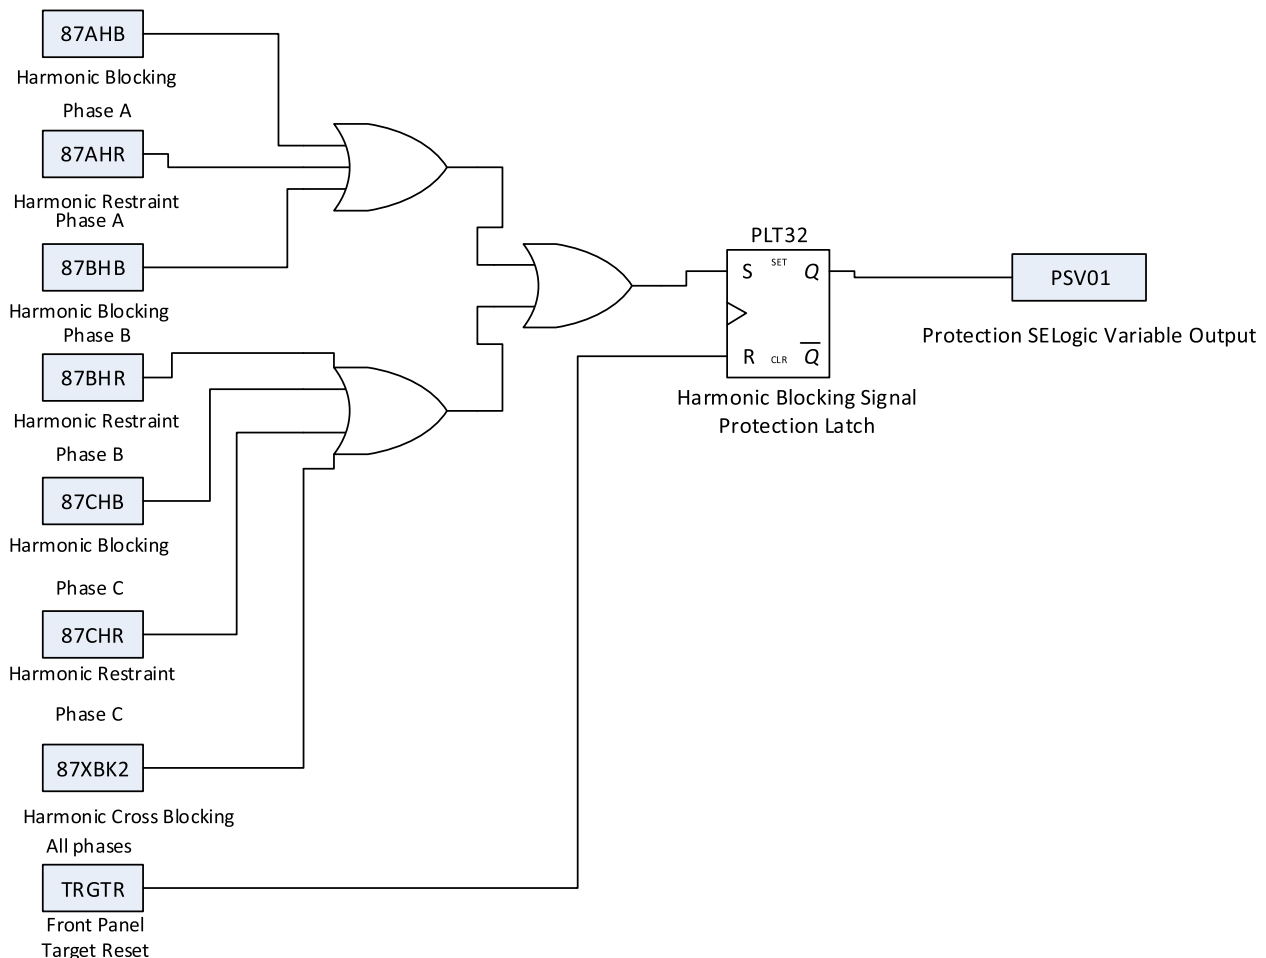 87AHB
Harmonic Blocking
Phase A
87AHR
Harmonic Restraint
Phase A
87BHB
Harmonic Blocking
Phase B
87BHR
Harmonic Restraint
Phase B
87CHB
Harmonic Blocking
Phase C
87CHR
Harmonic Restraint
Phase C
87XBK2
Harmonic Cross Blocking
All phases
TRGTR
Front Panel
Target Reset
PLT32
S SET Q
R CLR Q̅
Harmonic Blocking Signal
Protection Latch
PSV01
Protection SELogic Variable Output